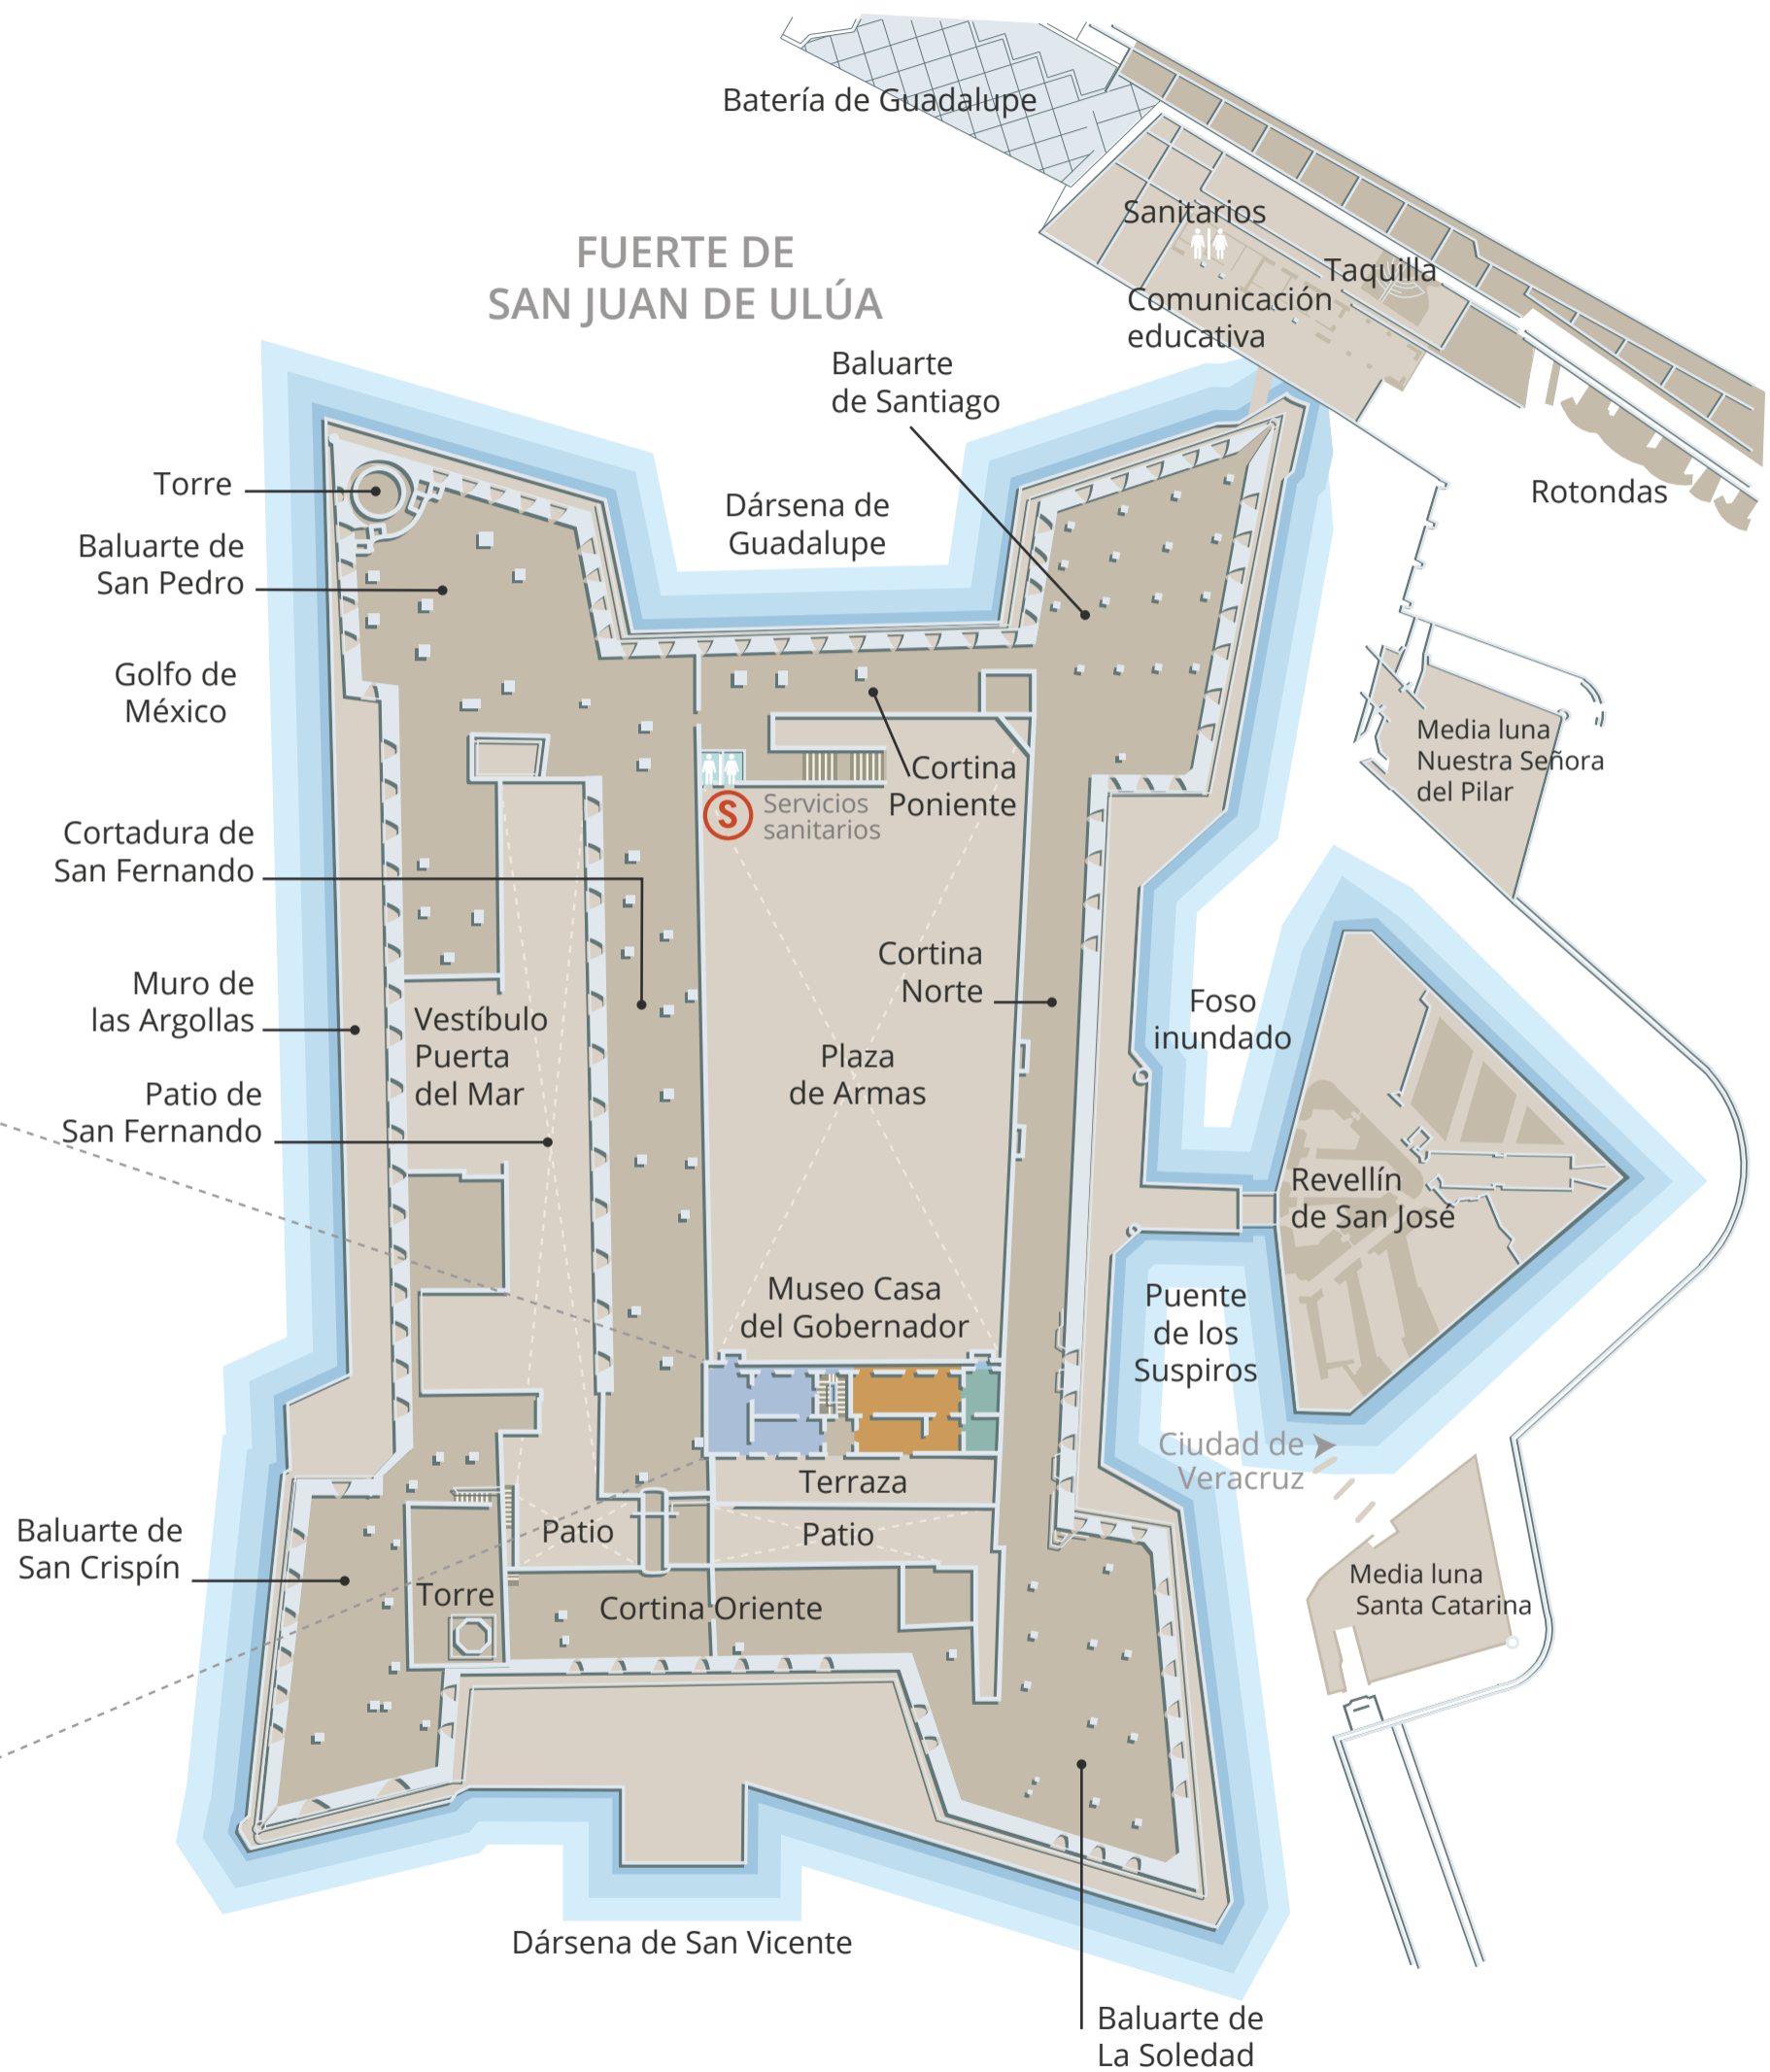 Batería de Guadalupe
Sanitarios
Taquilla
Comunicación
educativa
FUERTE DE
SAN JUAN DE ULÚA
Baluarte
de Santiago
Torre
Dársena de
Guadalupe
Rotondas
Baluarte de
San Pedro
Golfo de
México
Media luna
Nuestra Señora
del Pilar
Cortina
Poniente
S
Servicios
sanitarios
Cortadura de
San Fernando
Cortina
Norte
Muro de
las Argollas
Vestíbulo
Puerta
del Mar
Foso
inundado
Plaza
de Armas
Patio de
San Fernando
Revellín
de San José
Museo Casa
del Gobernador
Puente
de los
Suspiros
Ciudad de
Veracruz
Terraza
Patio
Patio
Baluarte de
San Crispín
Torre
Cortina Oriente
Media luna
Santa Catarina
Dársena de San Vicente
Baluarte de
La Soledad